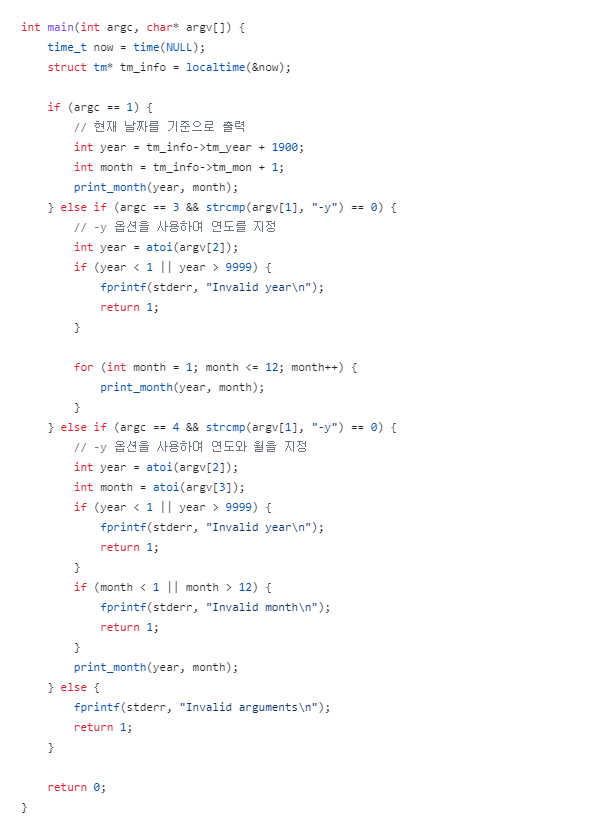 int main(int argc, char* argv[]) {
    time_t now = time(NULL);
    struct tm* tm_info = localtime(&now);

    if (argc == 1) {
        // 현재 날짜를 기준으로 출력
        int year = tm_info->tm_year + 1900;
        int month = tm_info->tm_mon + 1;
        print_month(year, month);
    } else if (argc == 3 && strcmp(argv[1], "-y") == 0) {
        // -y 옵션을 사용하여 연도를 지정
        int year = atoi(argv[2]);
        if (year < 1 || year > 9999) {
            fprintf(stderr, "Invalid year\n");
            return 1;
        }

        for (int month = 1; month <= 12; month++) {
            print_month(year, month);
        }
    } else if (argc == 4 && strcmp(argv[1], "-y") == 0) {
        // -y 옵션을 사용하여 연도와 월을 지정
        int year = atoi(argv[2]);
        int month = atoi(argv[3]);
        if (year < 1 || year > 9999) {
            fprintf(stderr, "Invalid year\n");
            return 1;
        }
        if (month < 1 || month > 12) {
            fprintf(stderr, "Invalid month\n");
            return 1;
        }
        print_month(year, month);
    } else {
        fprintf(stderr, "Invalid arguments\n");
        return 1;
    }

    return 0;
}